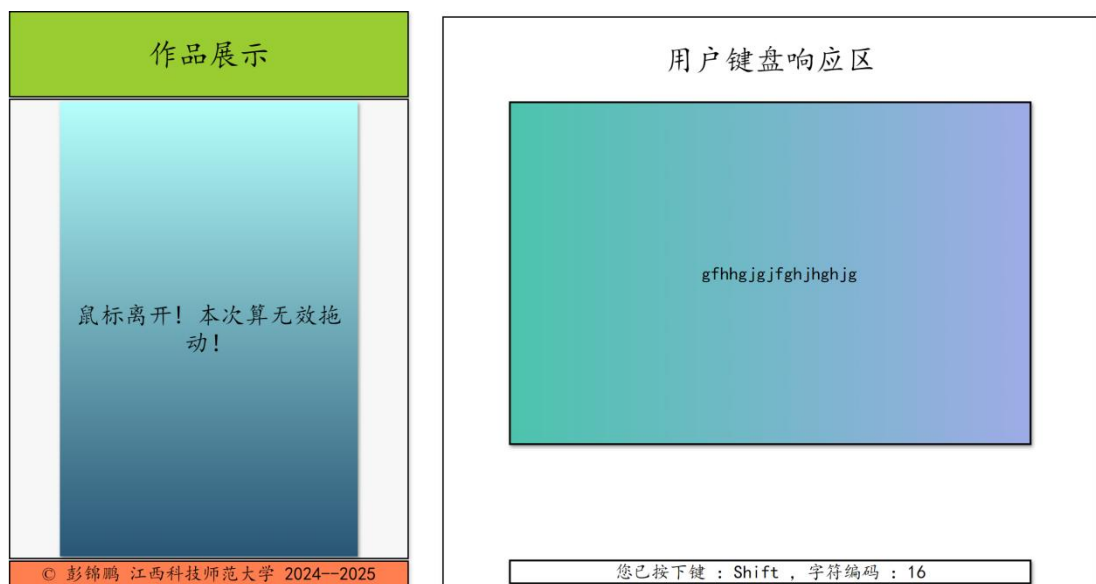 作品展示
鼠标离开！本次算无效拖
动！
© 彭锦鹏 江西科技师范大学 2024--2025
用户键盘响应区
gfhhgjgjfghjhghjg
您已按下键 : Shift , 字符编码 : 16